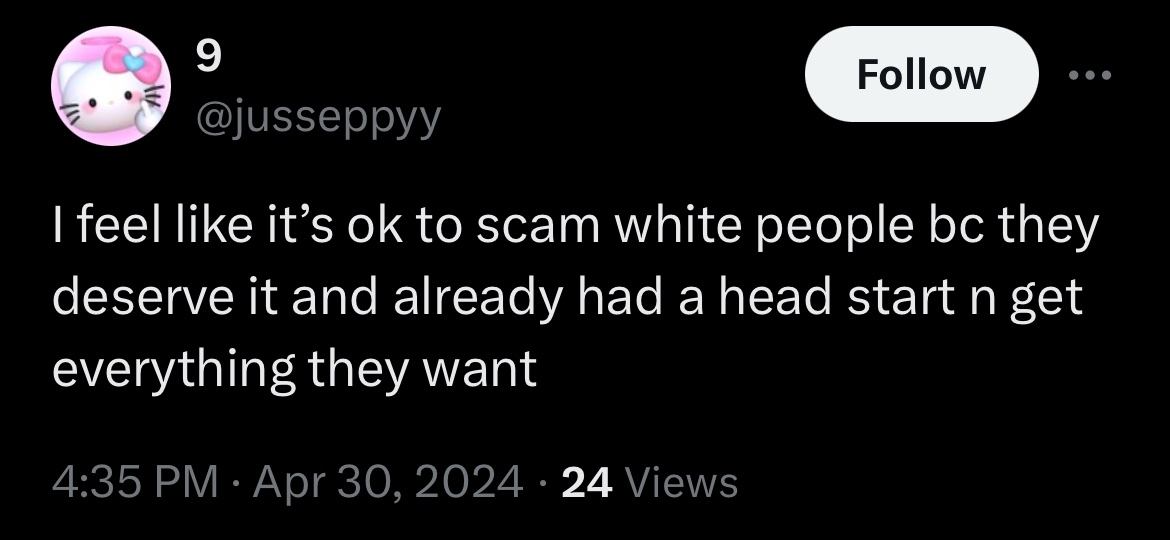 9
Follow
@jusseppyy
I feel like it’s ok to scam white people bc they
deserve it and already had a head start n get
everything they want
4:35 PM · Apr 30, 2024 · 24 Views